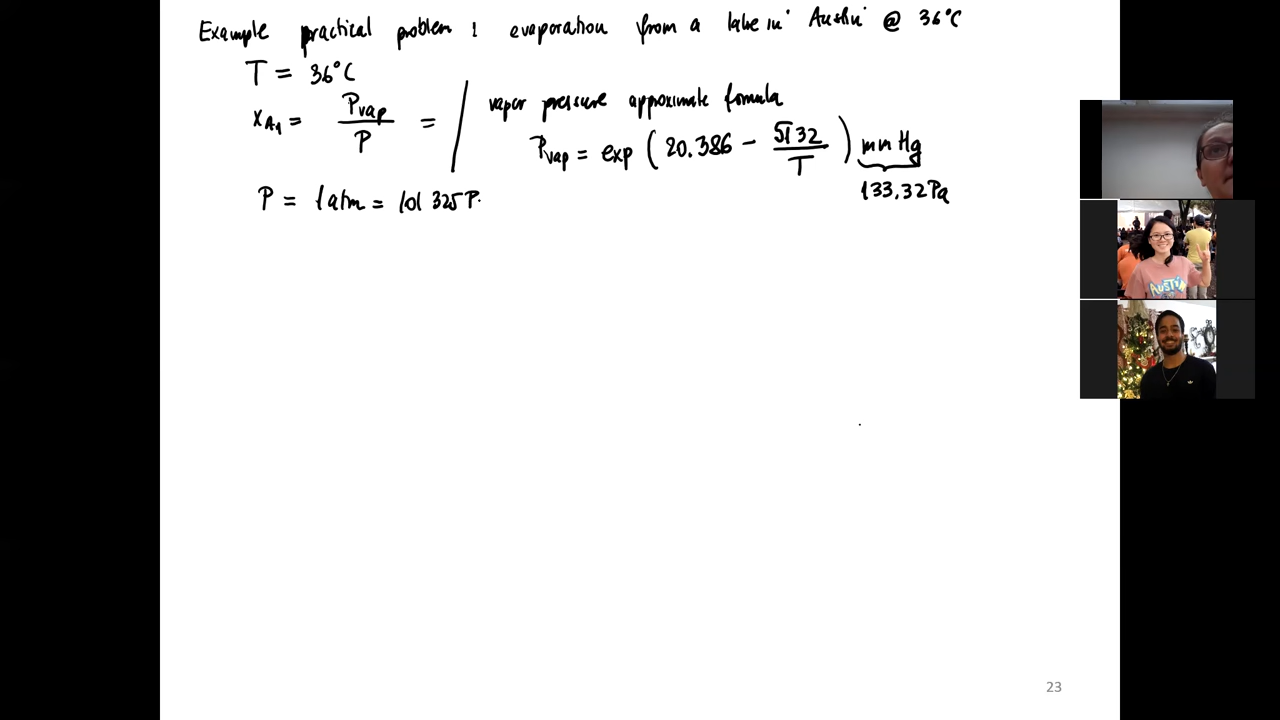 Example practical problem : evaporation from a lake in Austin @ 36°C
T = 36°C
x_A1 = P_vap / P = | vapor pressure approximate formula
P_vap = exp ( 20.386 - 5132 / T ) mm Hg
133.32 Pa
P = 1 atm = 101 325 P.
AUSTIN
23